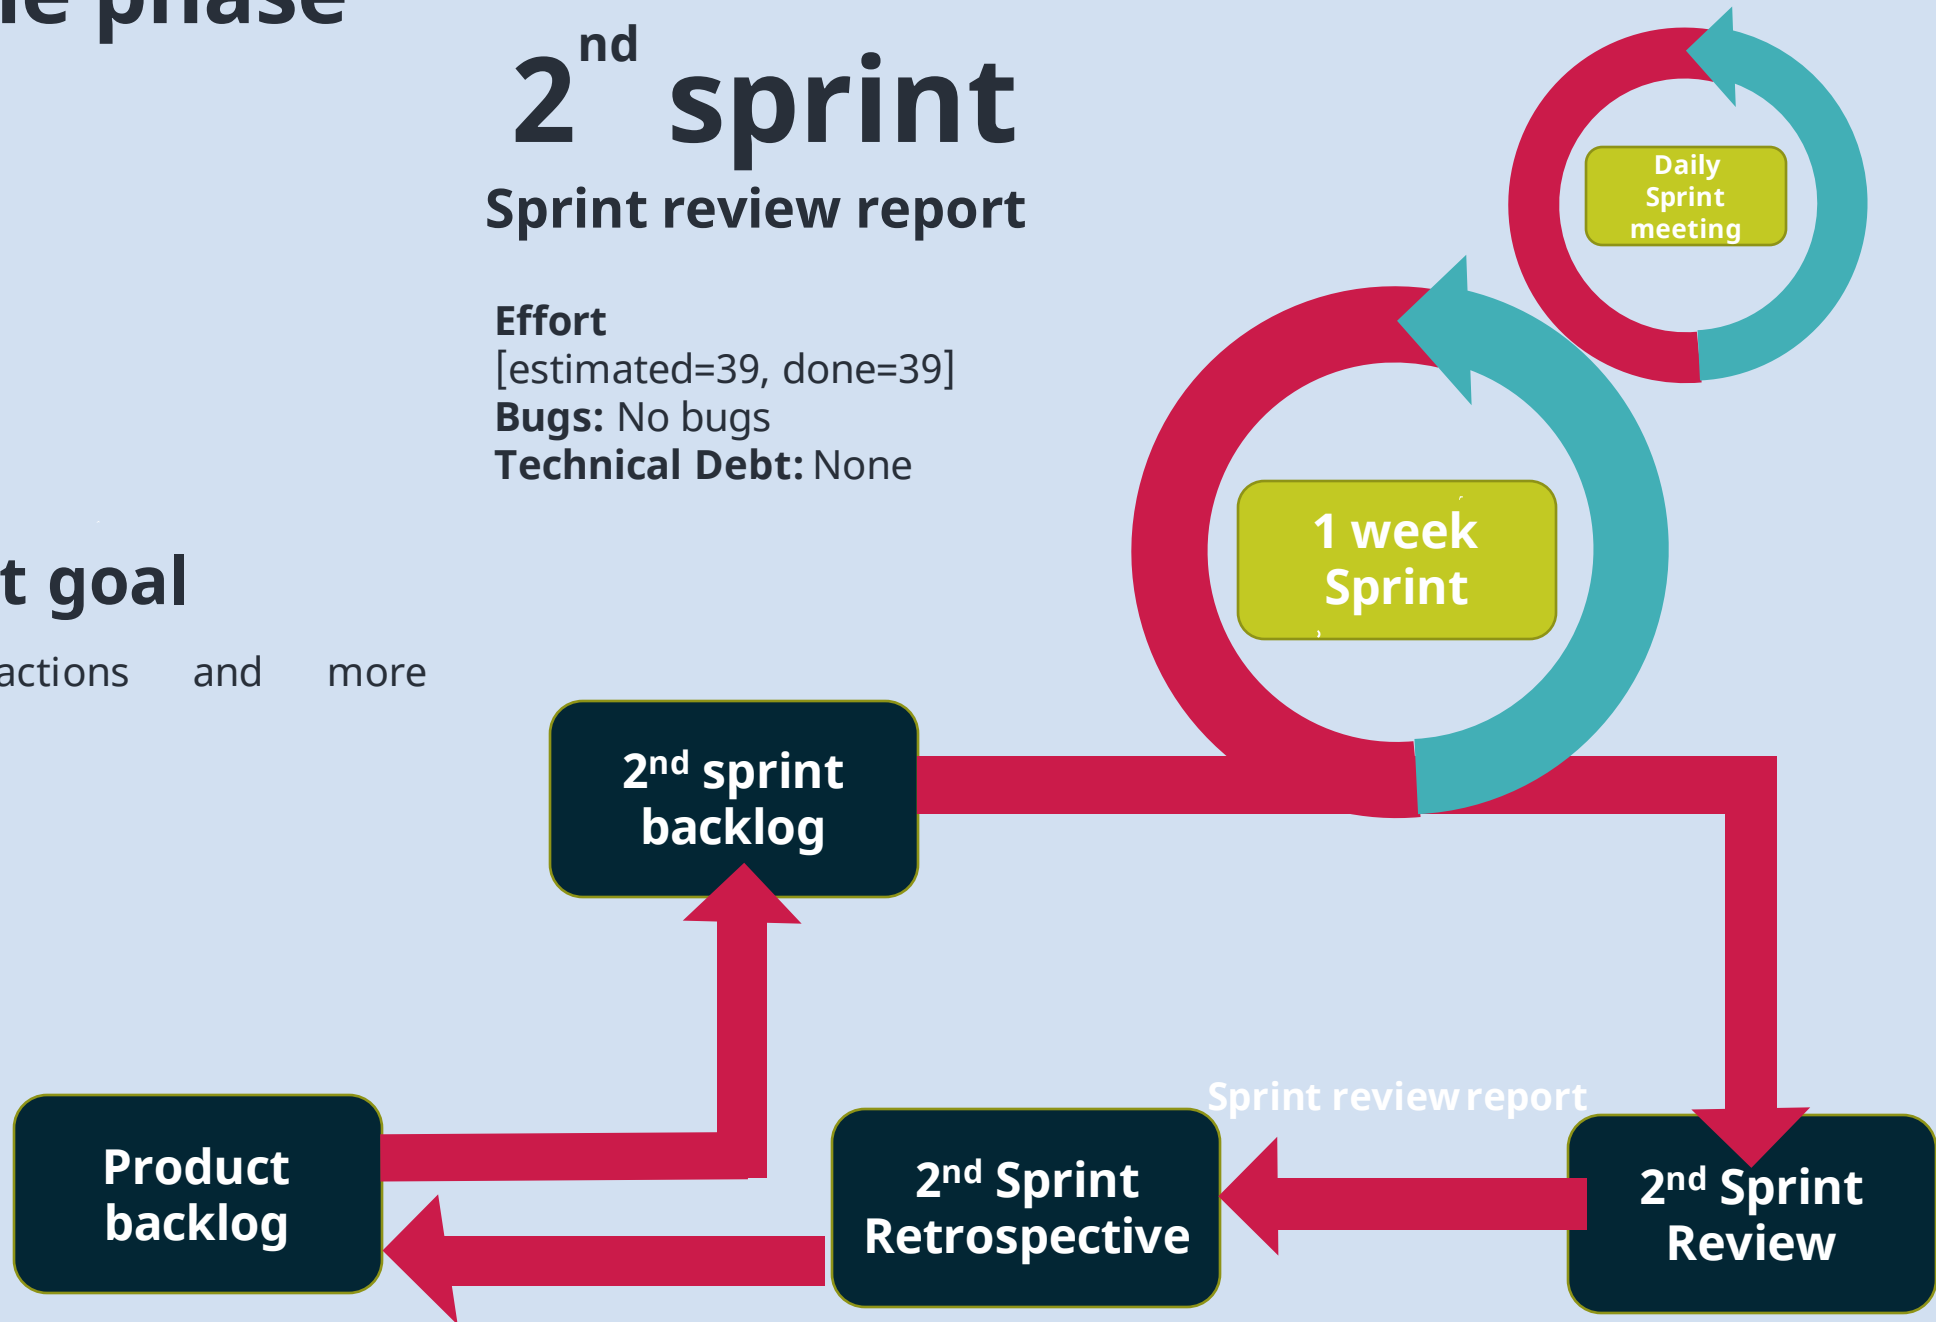 phase
2nd sprint
Sprint review report
Effort
[estimated=39, done=39]
Bugs: No bugs
Technical Debt: None
goal
and more
Daily
Sprint
meeting
1 week
Sprint
2nd sprint
backlog
Sprint review report
Product
backlog
2nd Sprint
Retrospective
2nd Sprint
Review